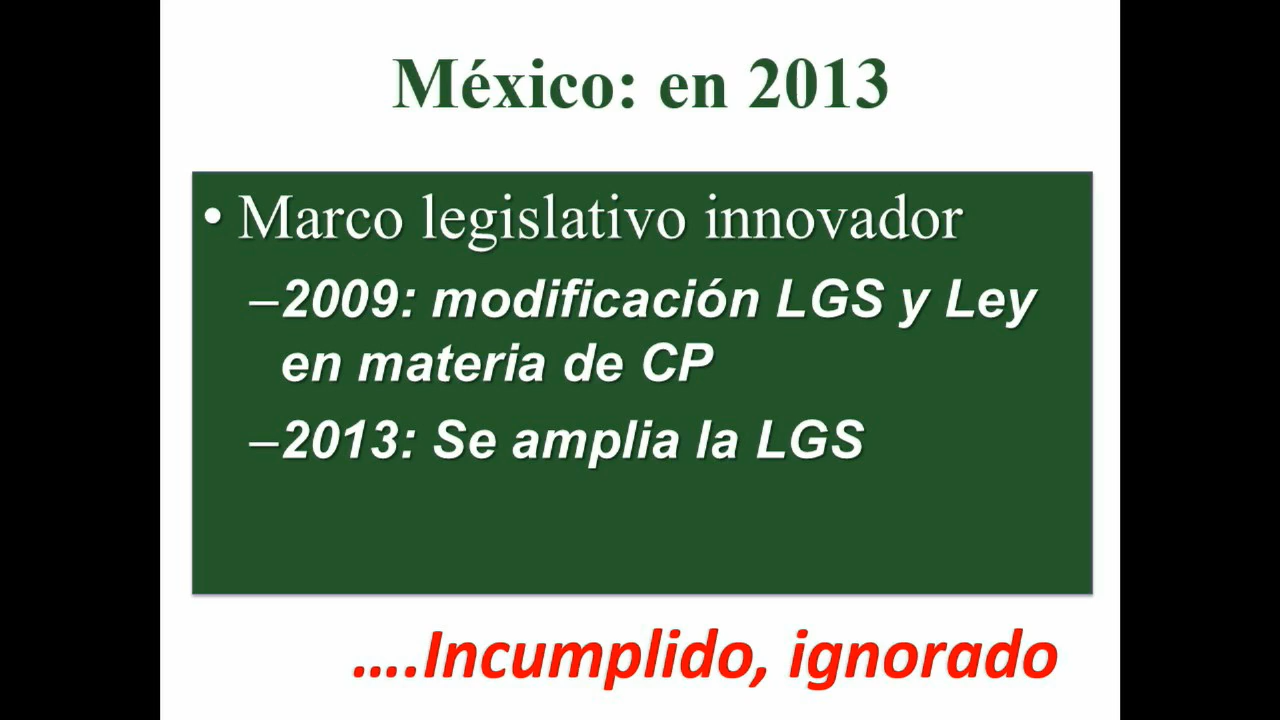 México: en 2013
• Marco legislativo innovador
–2009: modificación LGS y Ley
en materia de CP
–2013: Se amplia la LGS
....Incumplido, ignorado